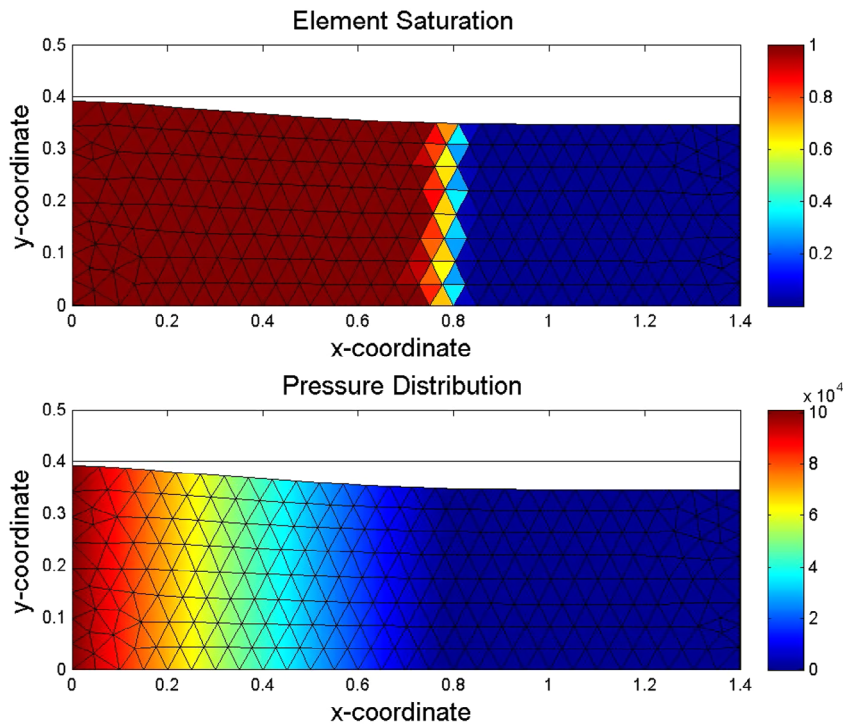 Element Saturation
0.5
0.4
0.3
0.2
0.1
0
y-coordinate
0 0.2 0.4 0.6 0.8 1 1.2 1.4
x-coordinate
1
0.8
0.6
0.4
0.2
Pressure Distribution
0.5
0.4
0.3
0.2
0.1
0
y-coordinate
0 0.2 0.4 0.6 0.8 1 1.2 1.4
x-coordinate
x 10⁴
10
8
6
4
2
0